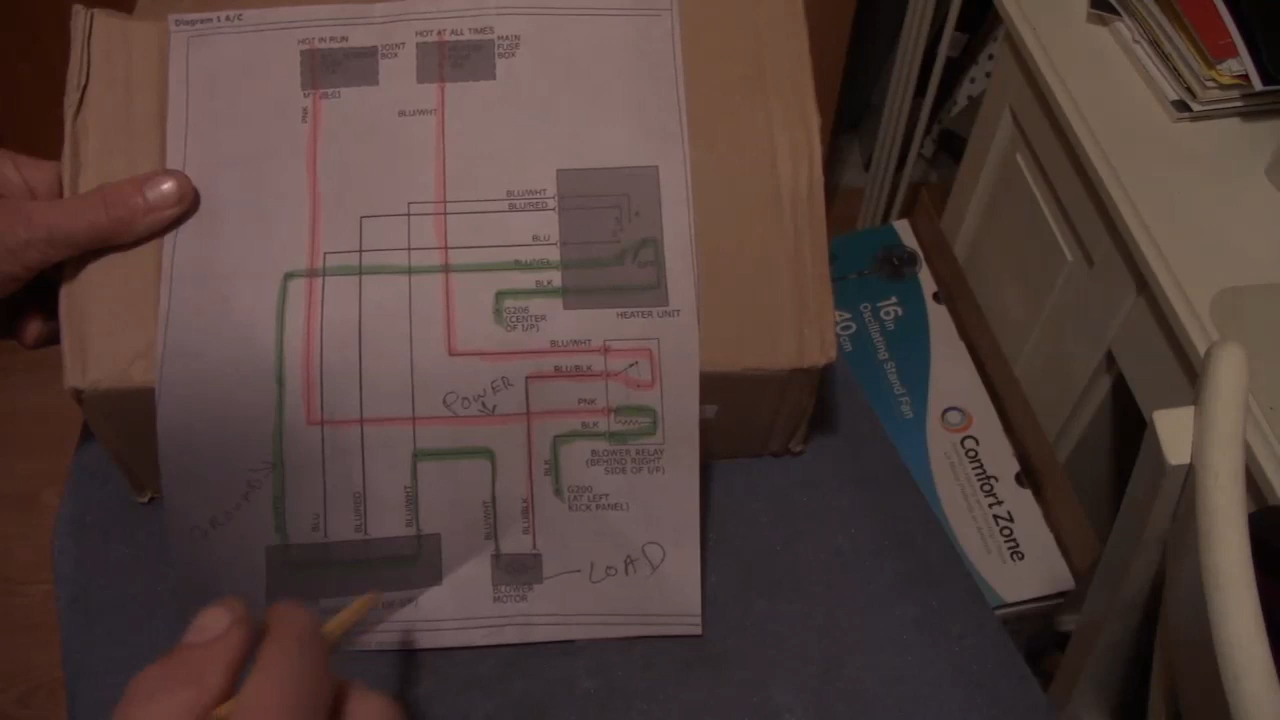 Diagram 1 A/C
HOT IN RUN
JOINT
BOX
HOT AT ALL TIMES
MAIN
FUSE
BOX
PNK
BLU/WHT
BLU/WHT
BLU/RED
BLU
BLU/YEL
BLK
G206
(CENTER
OF I/P)
HEATER UNIT
BLU/WHT
BLU/BLK
POWER
PNK
BLK
BLOWER RELAY
(BEHIND RIGHT
SIDE OF I/P)
BLK
G200
(AT LEFT
KICK PANEL)
BLU
BLU/RED
BLU/WHT
BLU/WHT
BLU/BLK
BLOWER
MOTOR
LOAD
16in
40cm
Oscillating Stand Fan
Comfort Zone